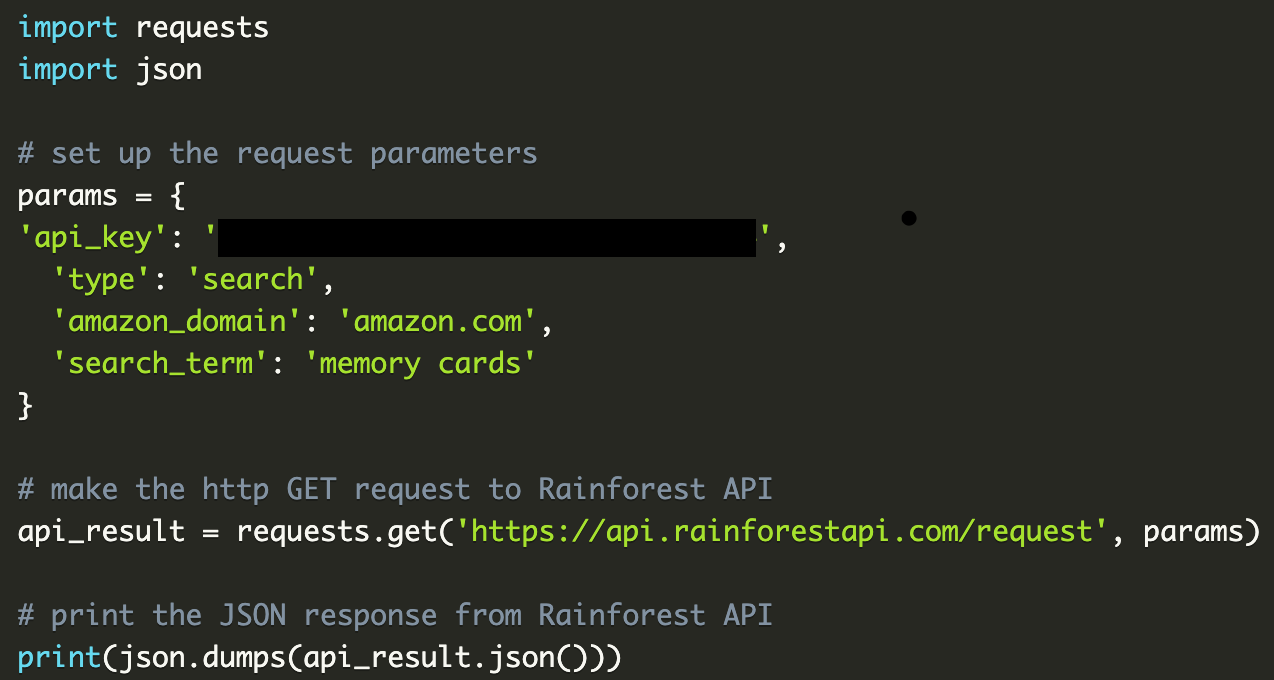 import requests
import json
# set up the request parameters
params = {
'api_key': '',
'type': 'search',
'amazon_domain': 'amazon.com',
'search_term': 'memory cards'
}
# make the http GET request to Rainforest API
api_result = requests.get('https://api.rainforestapi.com/request', params)
# print the JSON response from Rainforest API
print(json.dumps(api_result.json()))